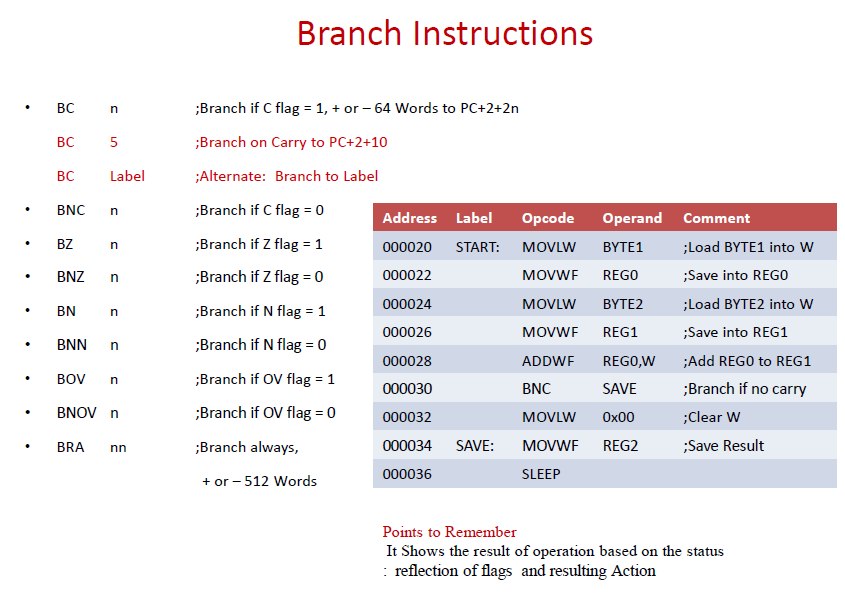 Branch Instructions
• BC n ;Branch if C flag = 1, + or – 64 Words to PC+2+2n
BC 5 ;Branch on Carry to PC+2+10
BC Label ;Alternate: Branch to Label
• BNC n ;Branch if C flag = 0
• BZ n ;Branch if Z flag = 1
• BNZ n ;Branch if Z flag = 0
• BN n ;Branch if N flag = 1
• BNN n ;Branch if N flag = 0
• BOV n ;Branch if OV flag = 1
• BNOV n ;Branch if OV flag = 0
• BRA nn ;Branch always,
+ or – 512 Words
Address Label Opcode Operand Comment
000020 START: MOVLW BYTE1 ;Load BYTE1 into W
000022 MOVWF REG0 ;Save into REG0
000024 MOVLW BYTE2 ;Load BYTE2 into W
000026 MOVWF REG1 ;Save into REG1
000028 ADDWF REG0,W ;Add REG0 to REG1
000030 BNC SAVE ;Branch if no carry
000032 MOVLW 0x00 ;Clear W
000034 SAVE: MOVWF REG2 ;Save Result
000036 SLEEP
Points to Remember
It Shows the result of operation based on the status
: reflection of flags and resulting Action